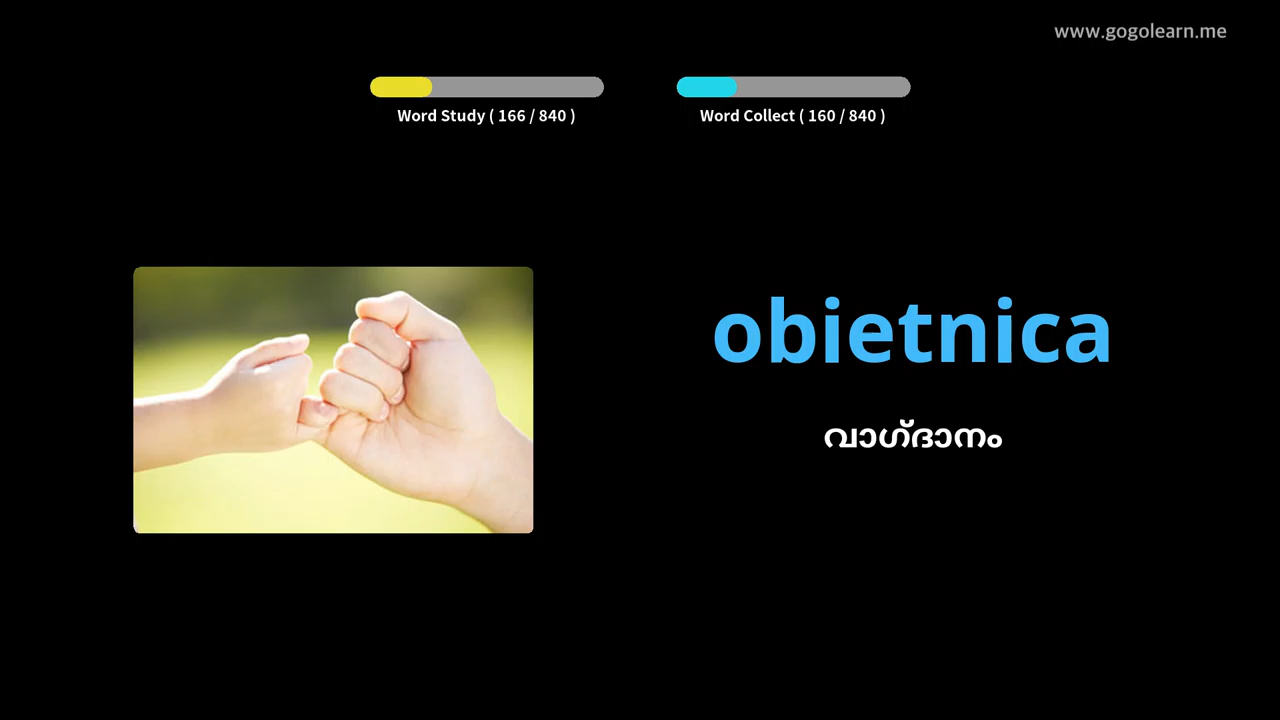 www.gogolearn.me
Word Study ( 166 / 840 )
Word Collect ( 160 / 840 )
obietnica
വാഗ്ദാനം